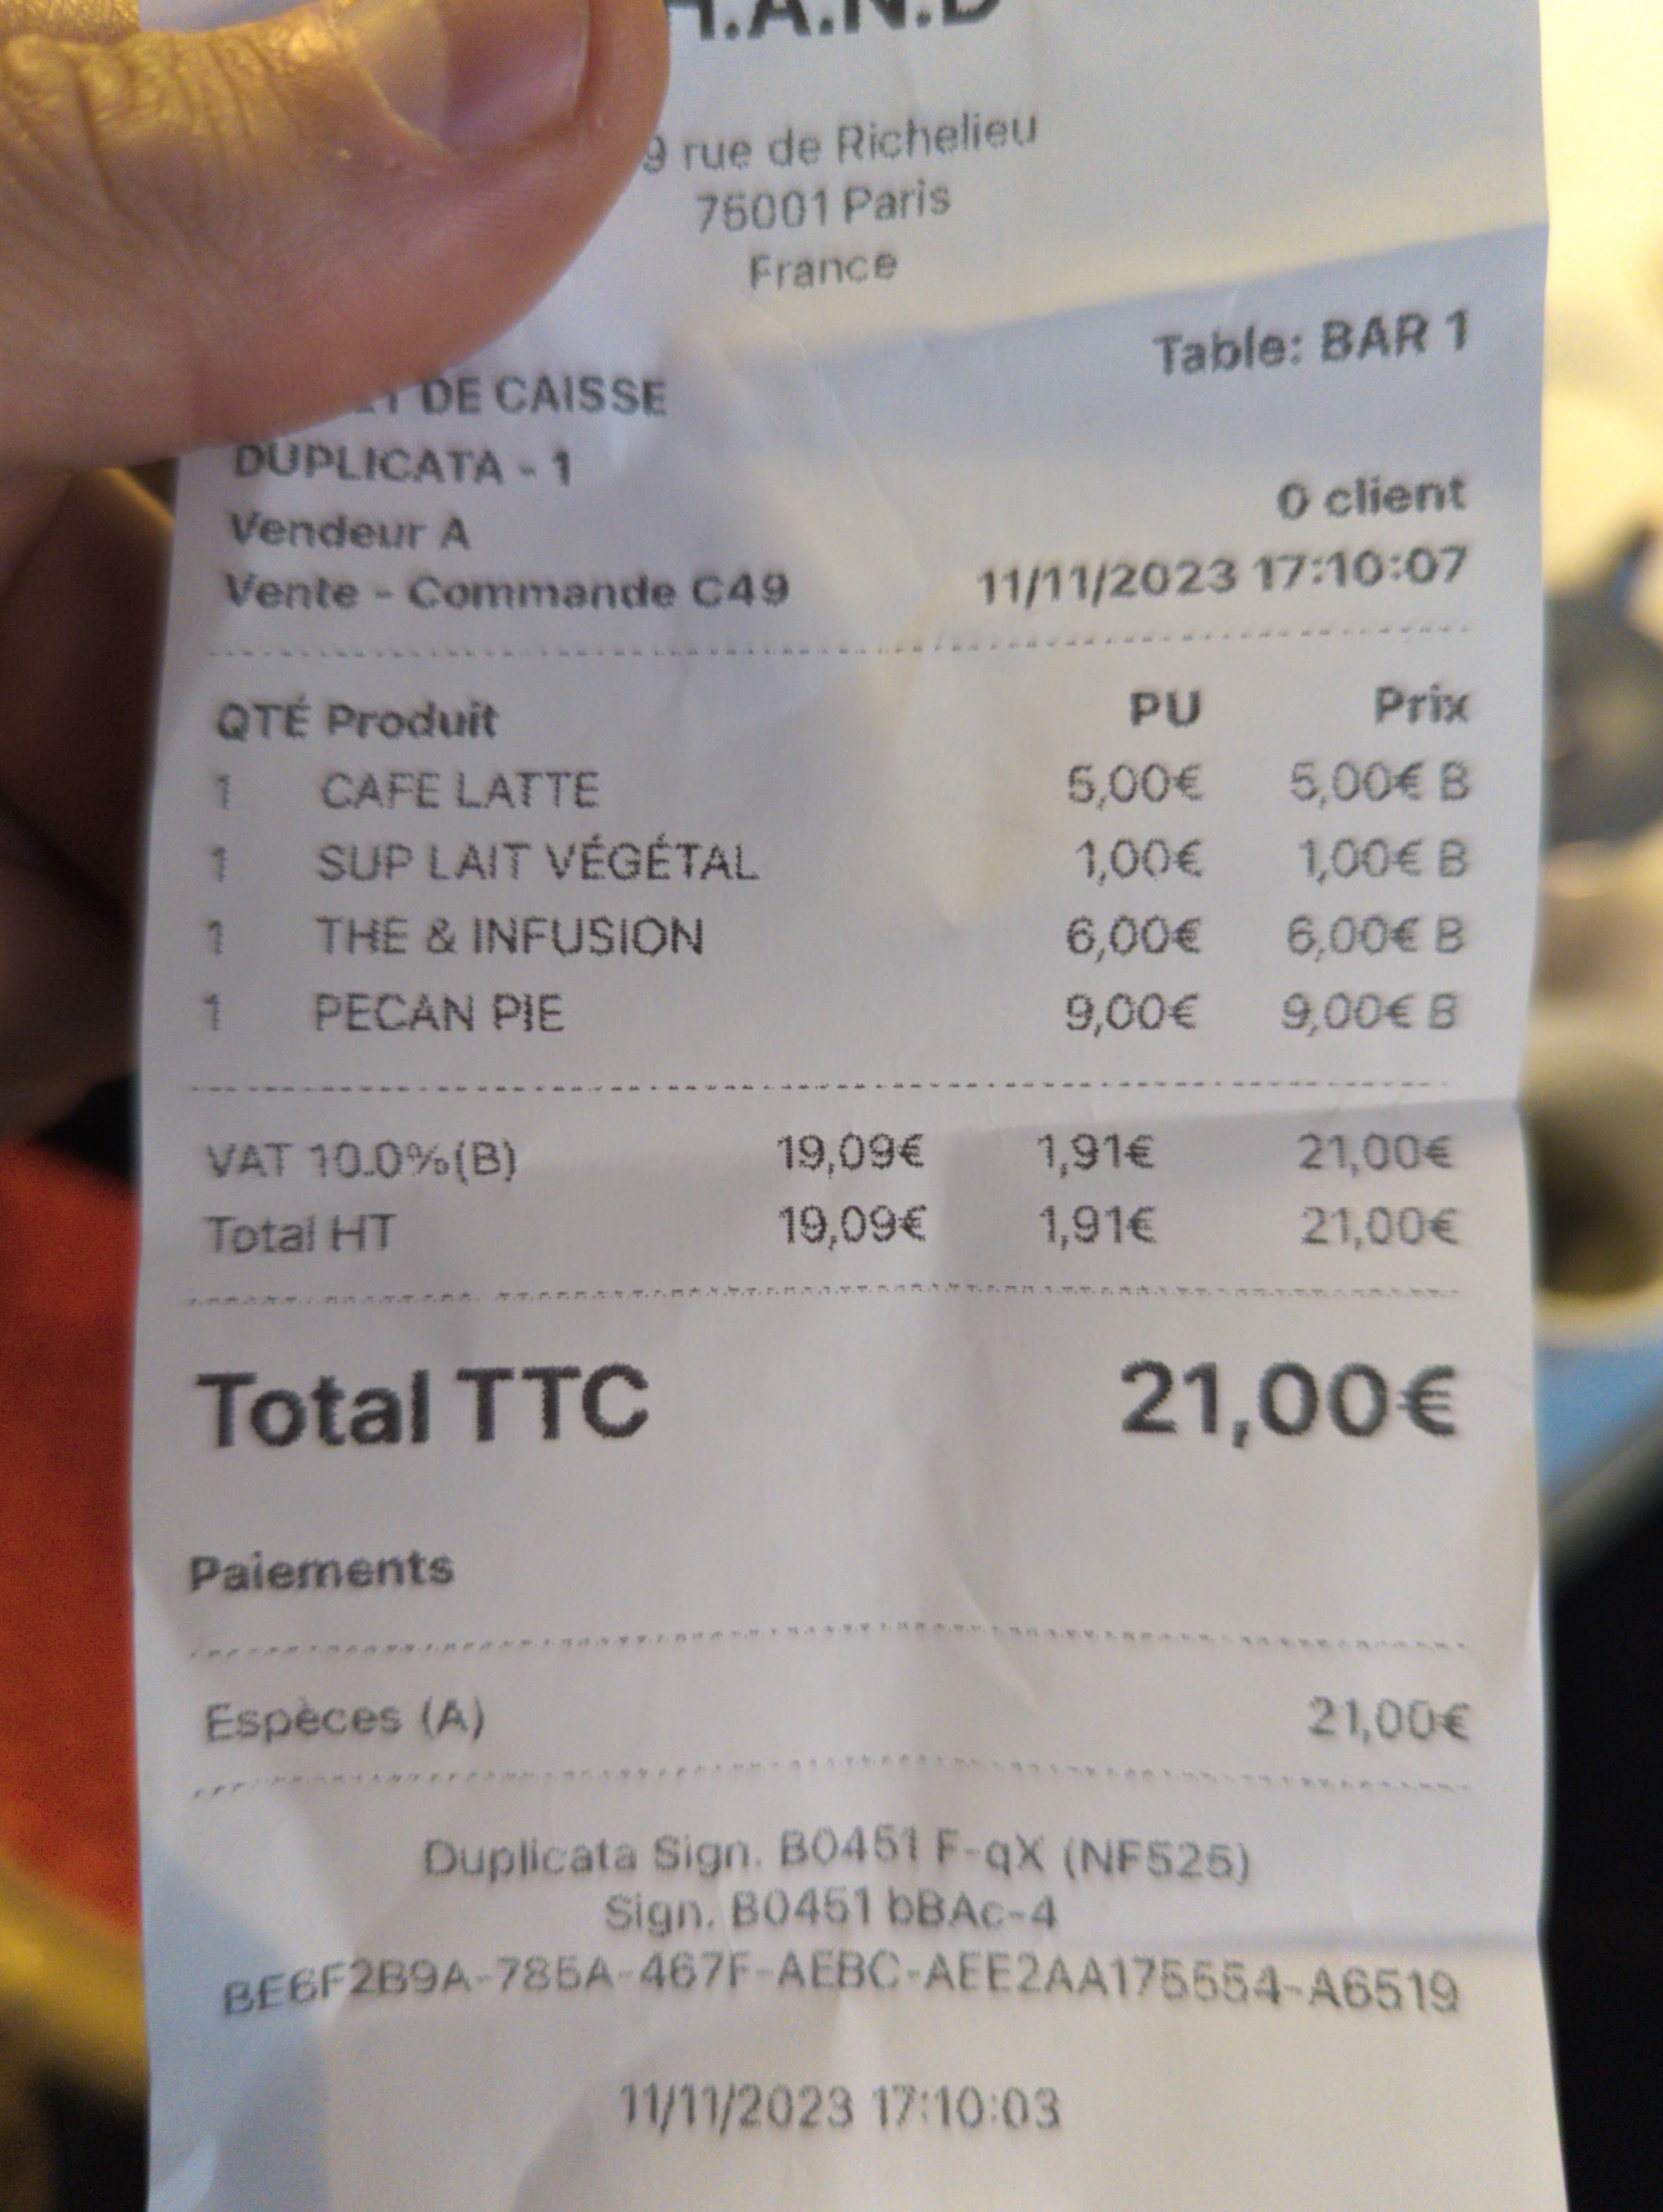 H.A.N.D
9 rue de Richelieu
75001 Paris
France
Table: BAR 1
DE CAISSE
DUPLICATA - 1
0 client
Vendeur A
Vente - Commande C49 11/11/2023 17:10:07
QTÉ Produit PU Prix
1 CAFE LATTE 5,00€ 5,00€ B
1 SUP LAIT VÉGÉTAL 1,00€ 1,00€ B
1 THE & INFUSION 6,00€ 6,00€ B
1 PECAN PIE 9,00€ 9,00€ B
VAT 10.0%(B) 19,09€ 1,91€ 21,00€
Total HT 19,09€ 1,91€ 21,00€
Total TTC 21,00€
Paiements
Espèces (A) 21,00€
Duplicata Sign. B0451 F-qX (NF525)
Sign. B0451 bBAc-4
BE6F2B9A-785A-467F-AEBC-AEE2AA175554-A6519
11/11/2023 17:10:03